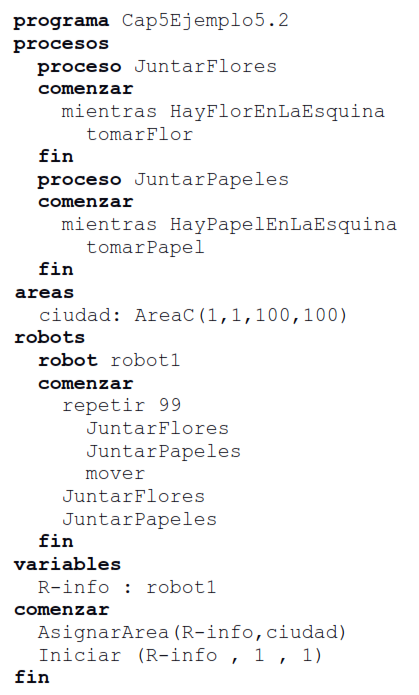 programa Cap5Ejemplo5.2
procesos
proceso JuntarFlores
comenzar
mientras HayFlorEnLaEsquina
tomarFlor
fin
proceso JuntarPapeles
comenzar
mientras HayPapelEnLaEsquina
tomarPapel
fin
areas
ciudad: AreaC(1,1,100,100)
robots
robot robot1
comenzar
repetir 99
JuntarFlores
JuntarPapeles
mover
JuntarFlores
JuntarPapeles
fin
variables
R-info : robot1
comenzar
AsignarArea(R-info,ciudad)
Iniciar (R-info , 1 , 1)
fin